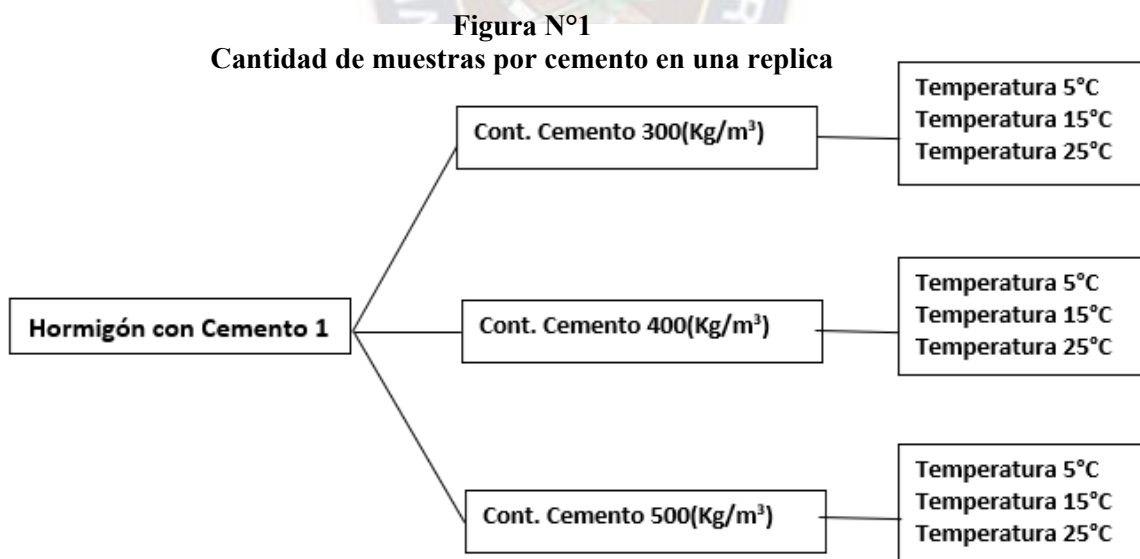 Figura N°1
Cantidad de muestras por cemento en una replica
Temperatura 5°C
Temperatura 15°C
Temperatura 25°C
Cont. Cemento 300(Kg/m³)
Hormigón con Cemento 1
Cont. Cemento 400(Kg/m³)
Temperatura 5°C
Temperatura 15°C
Temperatura 25°C
Cont. Cemento 500(Kg/m³)
Temperatura 5°C
Temperatura 15°C
Temperatura 25°C